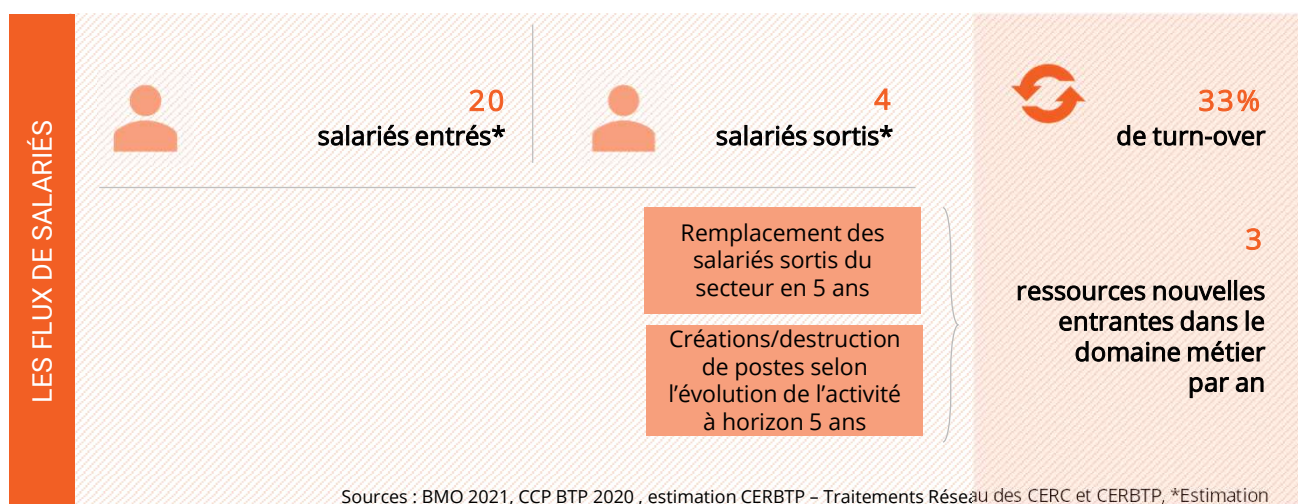 LES FLUX DE SALARIÉS
20
salariés entrés*
4
salariés sortis*
33%
de turn-over
Remplacement des
salariés sortis du
secteur en 5 ans
Créations/destruction
de postes selon
l'évolution de l'activité
à horizon 5 ans
3
ressources nouvelles
entrantes dans le
domaine métier
par an
Sources : BMO 2021, CCP BTP 2020 , estimation CERBTP – Traitements Réseau des CERC et CERBTP, *Estimation